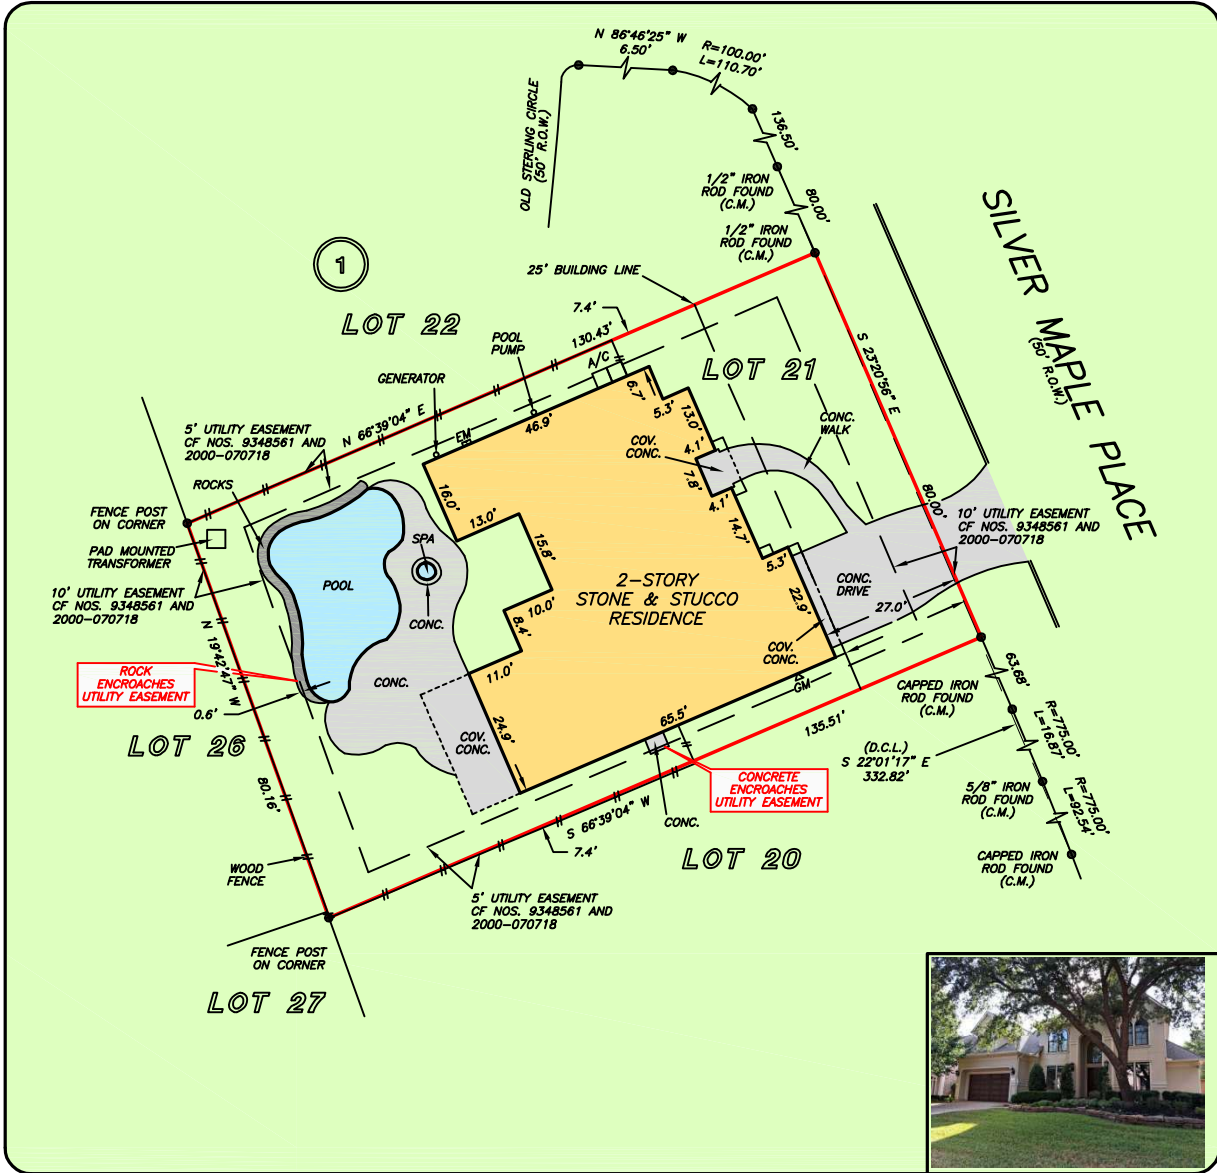 N 86°46'25" W
6.50'
R=100.00'
L=110.70'
OLD STERLING CIRCLE
(50' R.O.W.)
136.50'
1/2" IRON
ROD FOUND
(C.M.)
80.00'
1/2" IRON
ROD FOUND
(C.M.)
SILVER MAPLE PLACE
(50' R.O.W.)
1
25' BUILDING LINE
LOT 22
7.4'
130.43'
POOL
PUMP
A/C
LOT 21
S 23°20'56" E
GENERATOR
6.7'
5.3'
13.0'
CONC.
WALK
5' UTILITY EASEMENT
CF NOS. 9348561 AND
2000-070718
N 66°39'04" E
EM
46.9'
COV.
CONC.
4.1'
7.8'
4.1'
ROCKS
16.0'
80.00'
FENCE POST
ON CORNER
13.0'
14.7'
10' UTILITY EASEMENT
CF NOS. 9348561 AND
2000-070718
PAD MOUNTED
TRANSFORMER
SPA
15.8'
5.3'
POOL
2-STORY
STONE & STUCCO
RESIDENCE
CONC.
DRIVE
10' UTILITY EASEMENT
CF NOS. 9348561 AND
2000-070718
10.0'
22.9'
27.0'
CONC.
8.4'
N 19°42'47" W
COV.
CONC.
ROCK
ENCROACHES
UTILITY EASEMENT
CONC.
11.0'
GM
CAPPED IRON
ROD FOUND
(C.M.)
63.68'
0.6'
65.5'
135.51'
R=775.00'
L=16.87'
LOT 26
COV.
CONC.
24.9'
(D.C.L.)
S 22°01'17" E
332.82'
80.16'
CONCRETE
ENCROACHES
UTILITY EASEMENT
5/8" IRON
ROD FOUND
(C.M.)
R=775.00'
L=92.54'
S 66°39'04" W
CONC.
7.4'
LOT 20
CAPPED IRON
ROD FOUND
(C.M.)
WOOD
FENCE
5' UTILITY EASEMENT
CF NOS. 9348561 AND
2000-070718
FENCE POST
ON CORNER
LOT 27